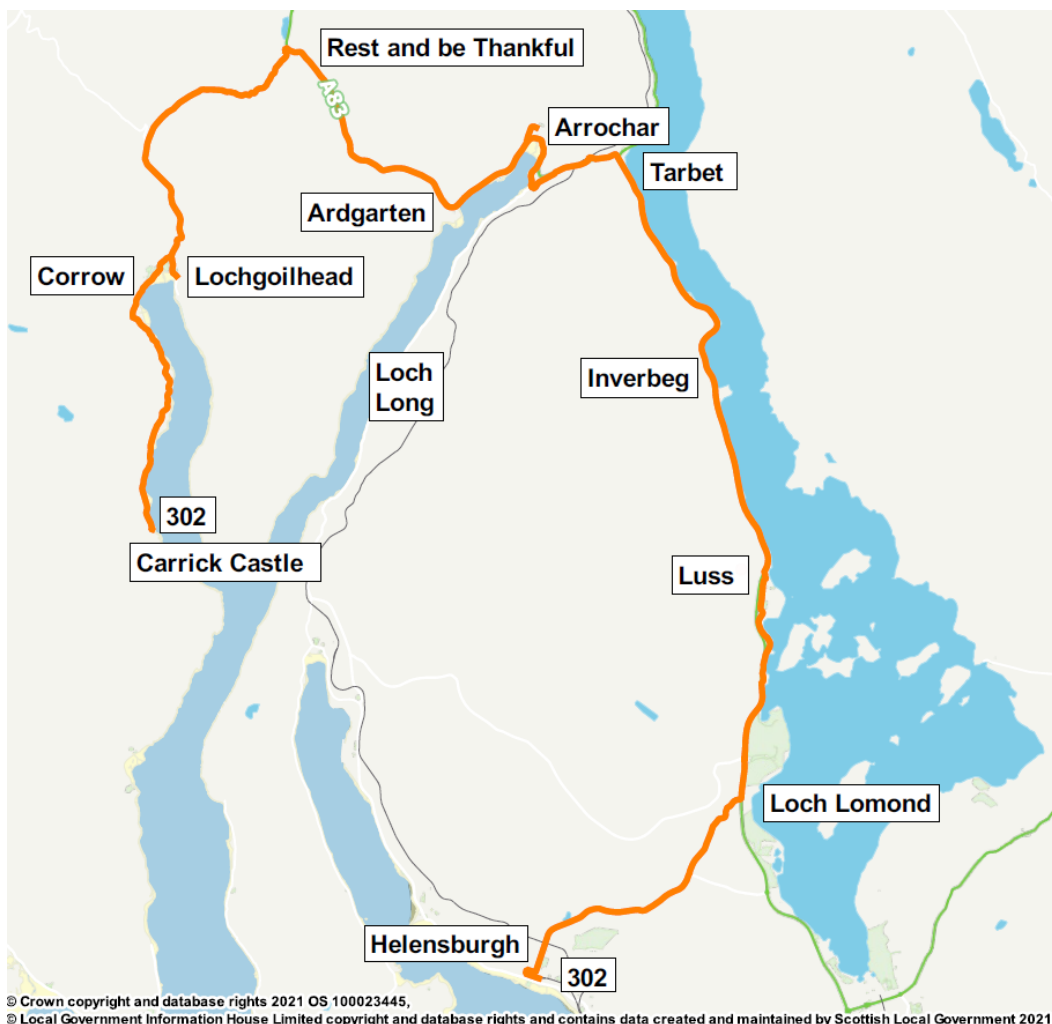 Rest and be Thankful
A83
Arrochar
Tarbet
Ardgarten
Corrow
Lochgoilhead
Loch
Long
Inverbeg
302
Carrick Castle
Luss
Loch Lomond
Helensburgh
302
© Crown copyright and database rights 2021 OS 100023445,
© Local Government Information House Limited copyright and database rights and contains data created and maintained by Scottish Local Government 2021